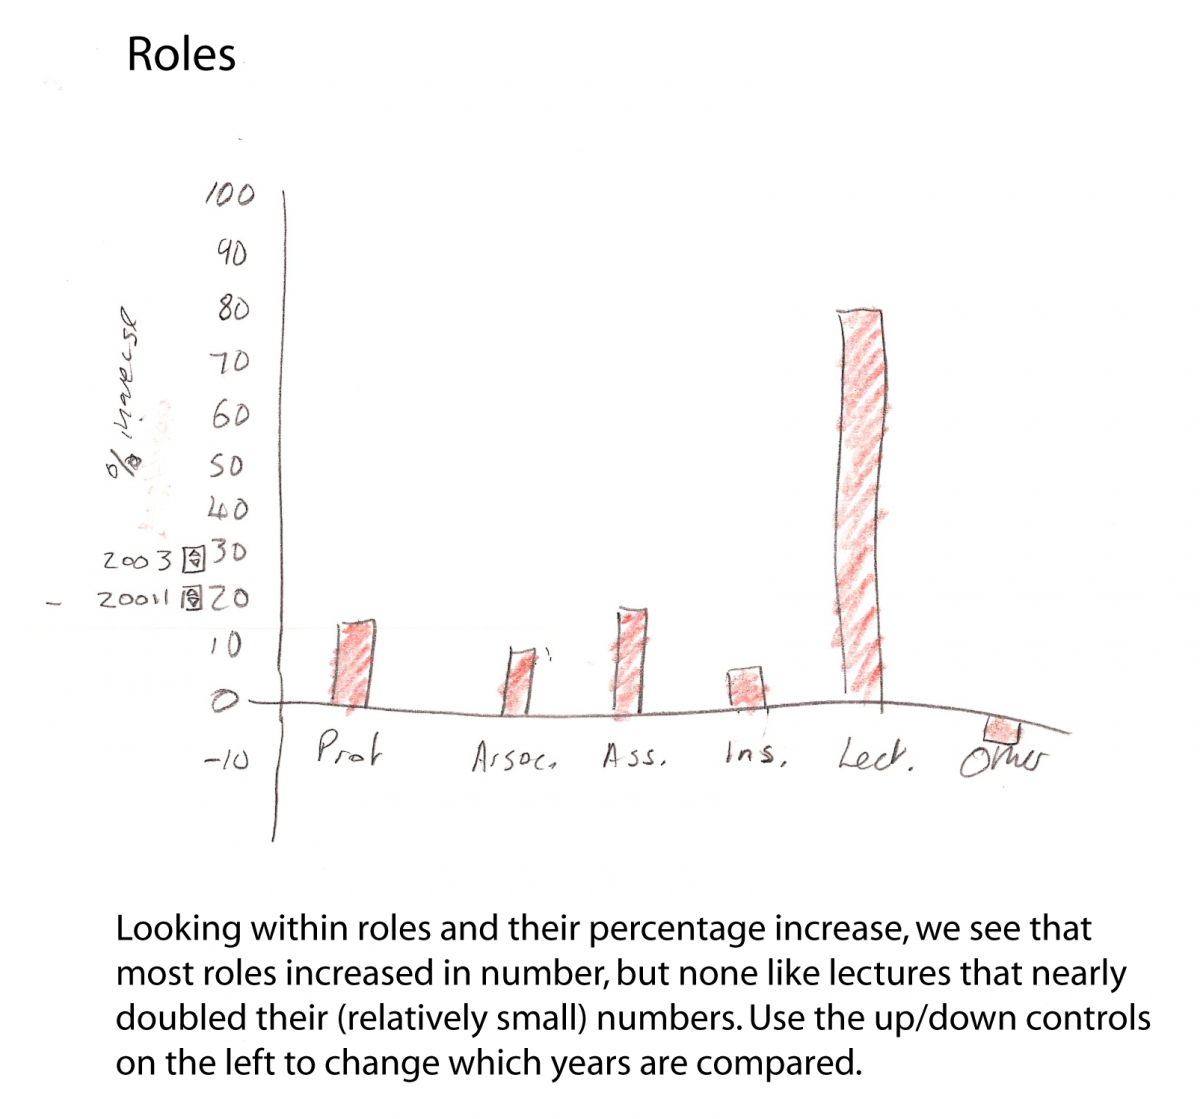 Roles
100
90
80
70
60
50
40
30
20
10
0
-10
% increase
2003
20011
Prof
Assoc.
Ass.
Ins.
Lect.
Other
Looking within roles and their percentage increase, we see that
most roles increased in number, but none like lectures that nearly
doubled their (relatively small) numbers. Use the up/down controls
on the left to change which years are compared.